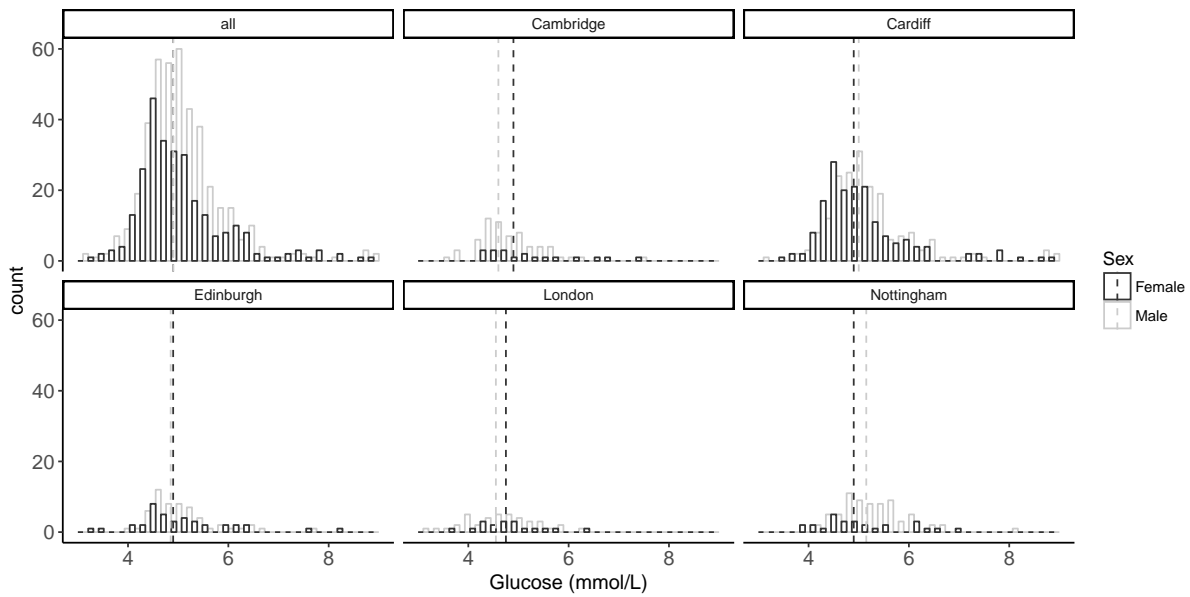 all Cambridge Cardiff
60
40
20
0
Edinburgh London Nottingham
60
40
20
0
4 6 8 4 6 8 4 6 8
Glucose (mmol/L)
count
Sex
Female
Male